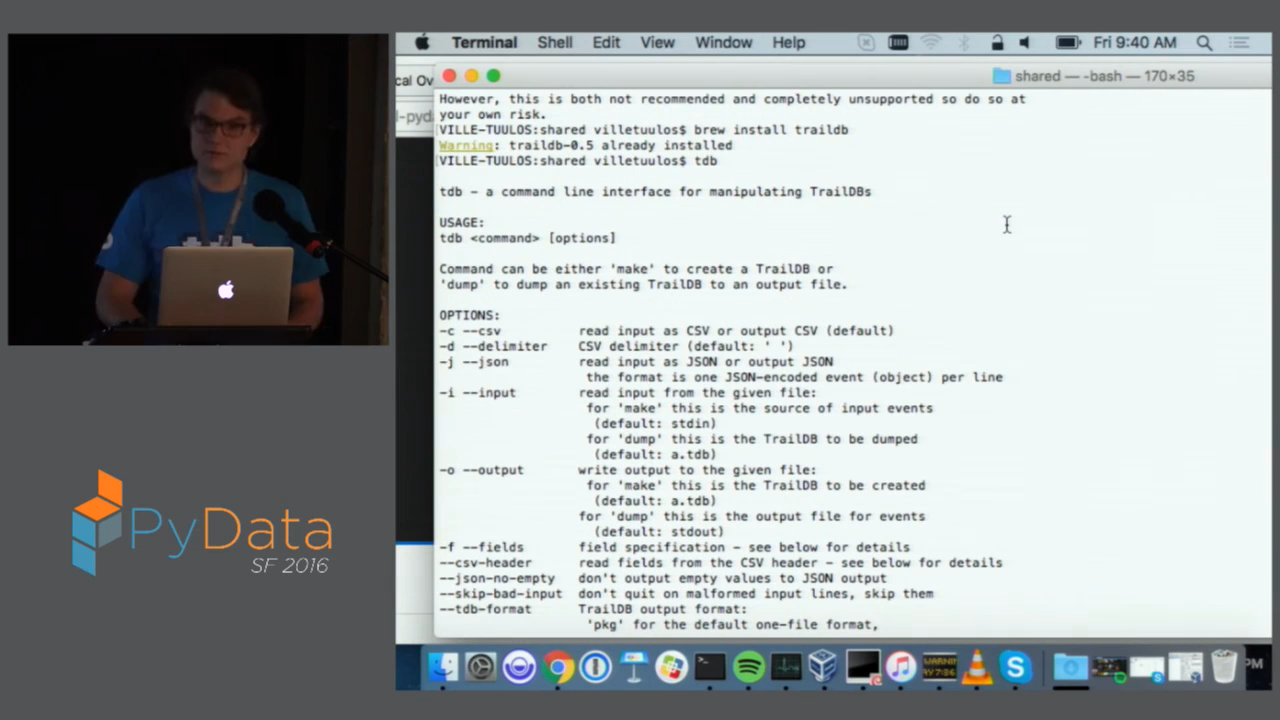 Terminal Shell Edit View Window Help Fri 9:40 AM
cal Ov
shared — -bash — 170×35
l-pyda
However, this is both not recommended and completely unsupported so do so at
your own risk.
[VILLE-TUULOS:shared villetuulos$ brew install traildb
Warning: traildb-0.5 already installed
[VILLE-TUULOS:shared villetuulos$ tdb
tdb - a command line interface for manipulating TrailDBs
USAGE:
tdb <command> [options]
Command can be either 'make' to create a TrailDB or
'dump' to dump an existing TrailDB to an output file.
OPTIONS:
-c --csv read input as CSV or output CSV (default)
-d --delimiter CSV delimiter (default: ' ')
-j --json read input as JSON or output JSON
the format is one JSON-encoded event (object) per line
-i --input read input from the given file:
for 'make' this is the source of input events
(default: stdin)
for 'dump' this is the TrailDB to be dumped
(default: a.tdb)
-o --output write output to the given file:
for 'make' this is the TrailDB to be created
(default: a.tdb)
for 'dump' this is the output file for events
(default: stdout)
-f --fields field specification - see below for details
--csv-header read fields from the CSV header - see below for details
--json-no-empty don't output empty values to JSON output
--skip-bad-input don't quit on malformed input lines, skip them
--tdb-format TrailDB output format:
'pkg' for the default one-file format,
PM
PyData
SF 2016